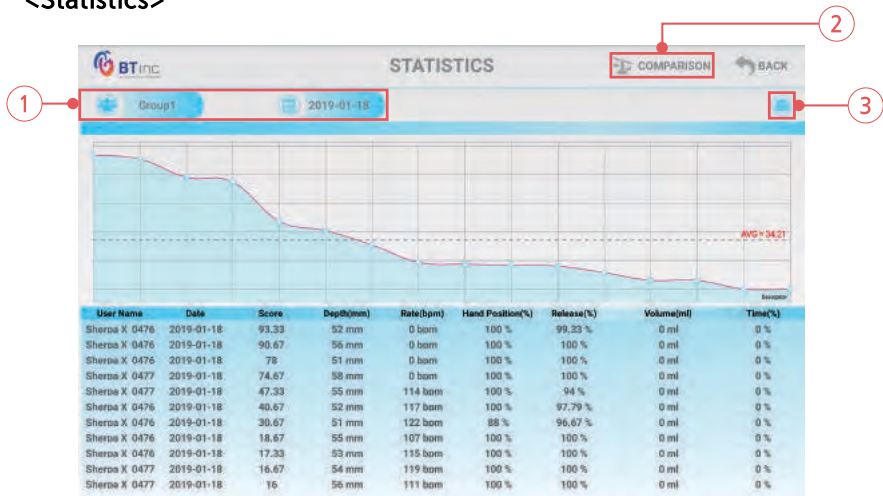 <Statistics>
2
BTinc
STATISTICS
COMPARISON
BACK
1
Group1
2019-01-18
3
AVG = 34.21
User Name Date Score Depth(mm) Rate(bpm) Hand Position(%) Release(%) Volume(ml) Time(%)
Sherpa X 0476 2019-01-18 93.33 52 mm 0 bpm 100 % 99.33 % 0 ml 0 %
Sherpa X 0476 2019-01-18 90.67 56 mm 0 bpm 100 % 100 % 0 ml 0 %
Sherpa X 0476 2019-01-18 78 51 mm 0 bpm 100 % 100 % 0 ml 0 %
Sherpa X 0477 2019-01-18 74.67 58 mm 0 bpm 100 % 100 % 0 ml 0 %
Sherpa X 0477 2019-01-18 47.33 55 mm 114 bpm 100 % 94 % 0 ml 0 %
Sherpa X 0476 2019-01-18 40.67 52 mm 117 bpm 100 % 97.79 % 0 ml 0 %
Sherpa X 0476 2019-01-18 30.67 51 mm 122 bpm 88 % 96.67 % 0 ml 0 %
Sherpa X 0476 2019-01-18 18.67 55 mm 107 bpm 100 % 100 % 0 ml 0 %
Sherpa X 0476 2019-01-18 17.33 53 mm 115 bpm 100 % 100 % 0 ml 0 %
Sherpa X 0477 2019-01-18 16.67 54 mm 119 bpm 100 % 100 % 0 ml 0 %
Sherpa X 0477 2019-01-18 16 56 mm 111 bpm 100 % 100 % 0 ml 0 %